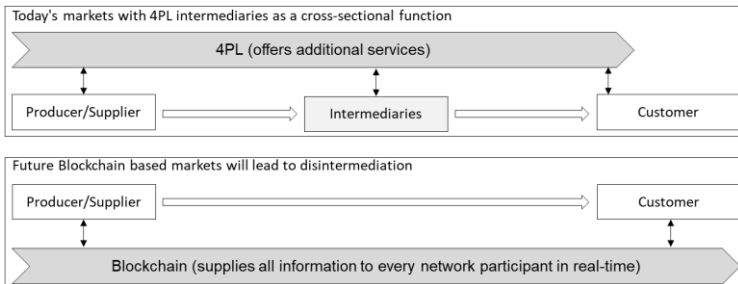 Today's markets with 4PL intermediaries as a cross-sectional function
4PL (offers additional services)
Producer/Supplier
Intermediaries
Customer
Future Blockchain based markets will lead to disintermediation
Producer/Supplier
Customer
Blockchain (supplies all information to every network participant in real-time)